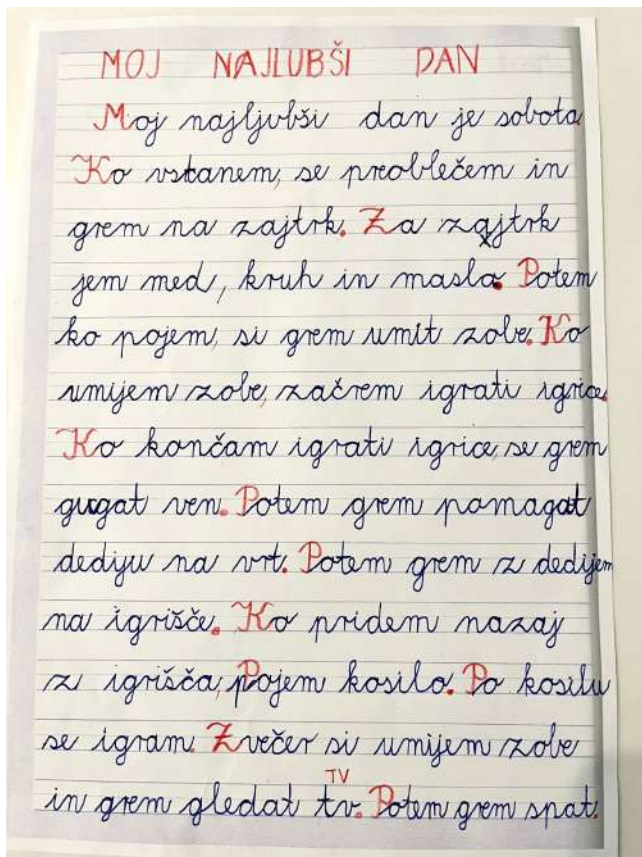 MOJ NAJLUBŠI DAN
Moj najljubši dan je sobota.
Ko vstanem, se preoblečem in
grem na zajtrk. Za zajtrk
jem med, kruh in maslo. Potem
ko pojem, si grem umit zobe. Ko
umijem zobe, začnem igrati igrice.
Ko končam igrati igrice, se grem
gugat ven. Potem grem pomagat
dediju na vrt. Potem grem z dedijem
na igrišče. Ko pridem nazaj
z igrišča, Pojem kosilo. Po kosilu
se igram. Zvečer si umijem zobe
TV
in grem gledat tv. Potem grem spat.